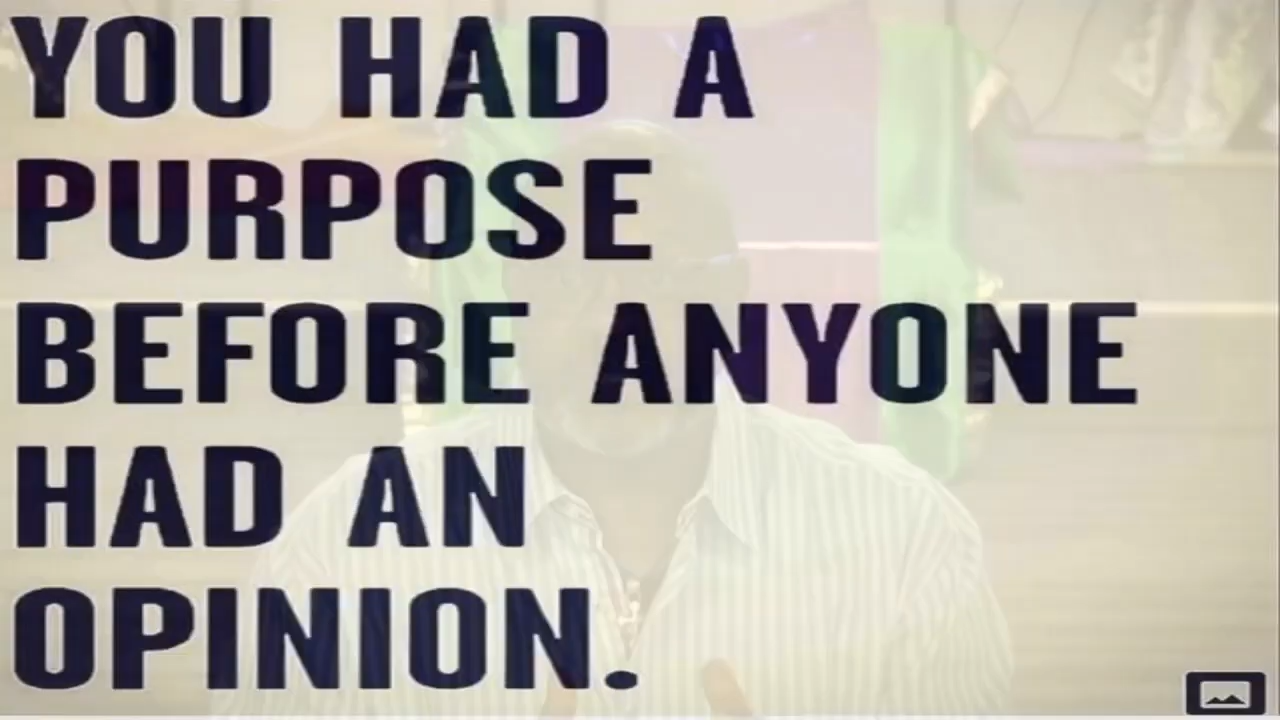 YOU HAD A
PURPOSE
BEFORE ANYONE
HAD AN
OPINION.